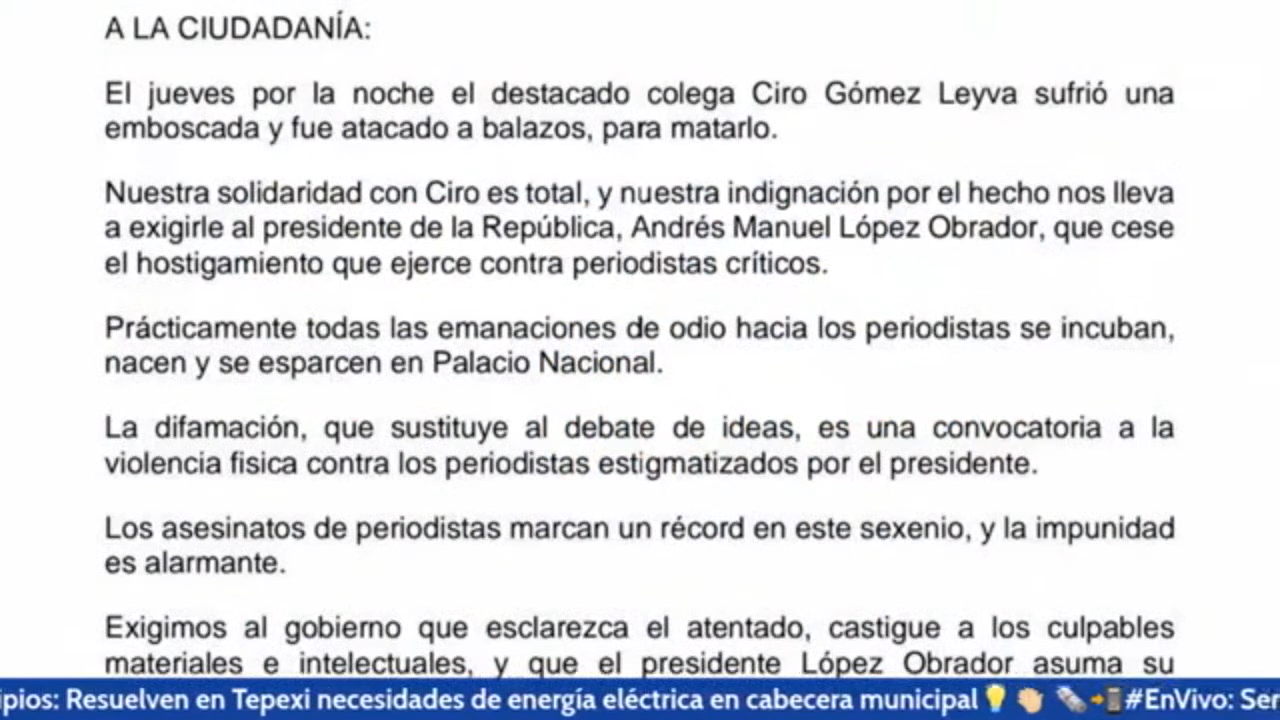 A LA CIUDADANÍA:
El jueves por la noche el destacado colega Ciro Gómez Leyva sufrió una
emboscada y fue atacado a balazos, para matarlo.
Nuestra solidaridad con Ciro es total, y nuestra indignación por el hecho nos lleva
a exigirle al presidente de la República, Andrés Manuel López Obrador, que cese
el hostigamiento que ejerce contra periodistas críticos.
Prácticamente todas las emanaciones de odio hacia los periodistas se incuban,
nacen y se esparcen en Palacio Nacional.
La difamación, que sustituye al debate de ideas, es una convocatoria a la
violencia fisica contra los periodistas estigmatizados por el presidente.
Los asesinatos de periodistas marcan un récord en este sexenio, y la impunidad
es alarmante.
Exigimos al gobierno que esclarezca el atentado, castigue a los culpables
materiales e intelectuales, y que el presidente López Obrador asuma su
ipios: Resuelven en Tepexi necesidades de energía eléctrica en cabecera municipal💡👏🏼 🗞️📲#EnVivo: Ser